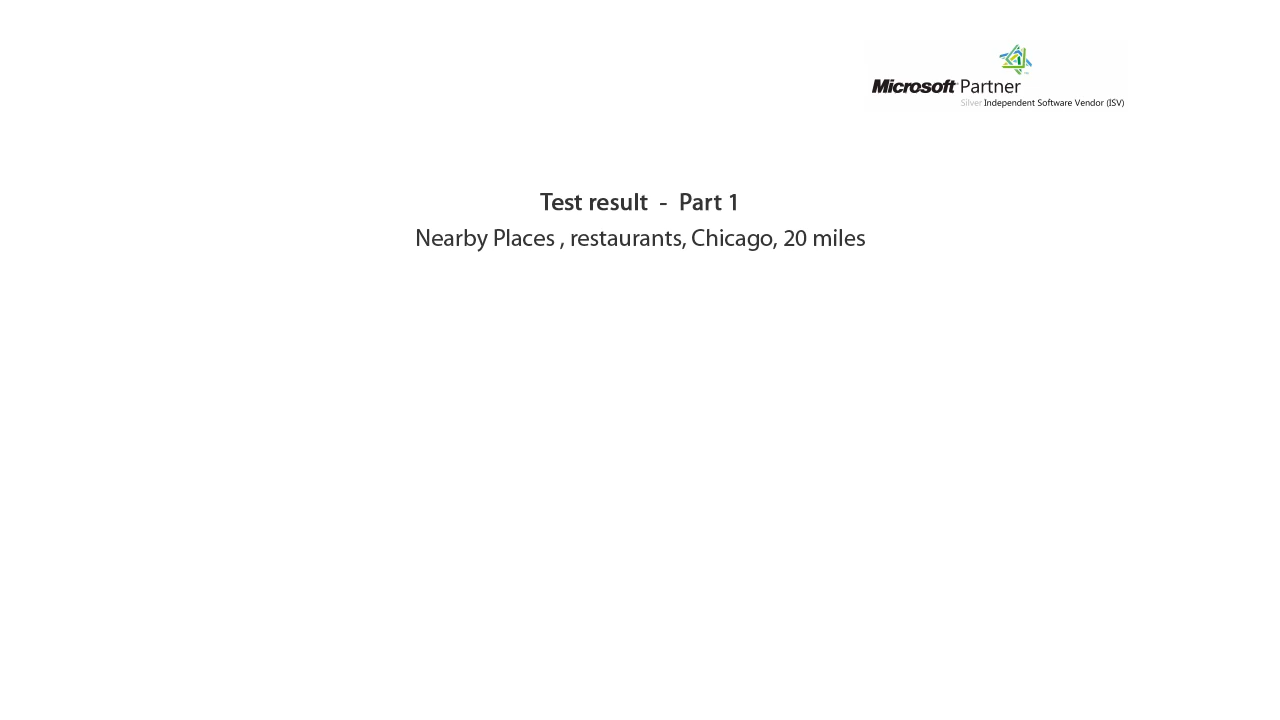 Microsoft Partner
Silver Independent Software Vendor (ISV)
Test result - Part 1
Nearby Places , restaurants, Chicago, 20 miles